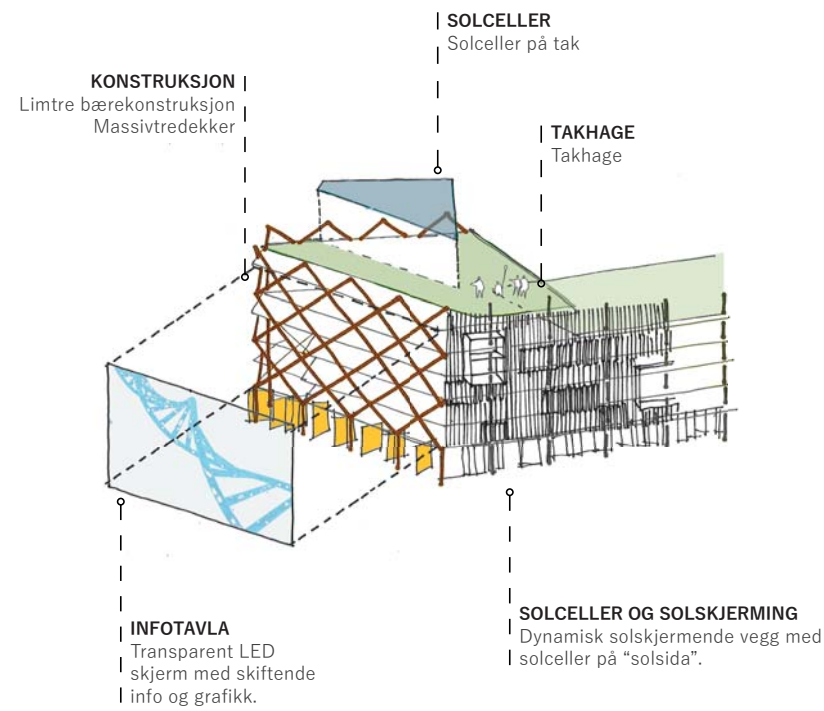 SOLCELLER
Solceller på tak
KONSTRUKSJON
Limtre bærekonstruksjon
Massivtredekker
TAKHAGE
Takhage
INFOTAVLA
Transparent LED
skjerm med skiftende
info og grafikk.
SOLCELLER OG SOLSKJERMING
Dynamisk solskjermende vegg med
solceller på “solsida”.